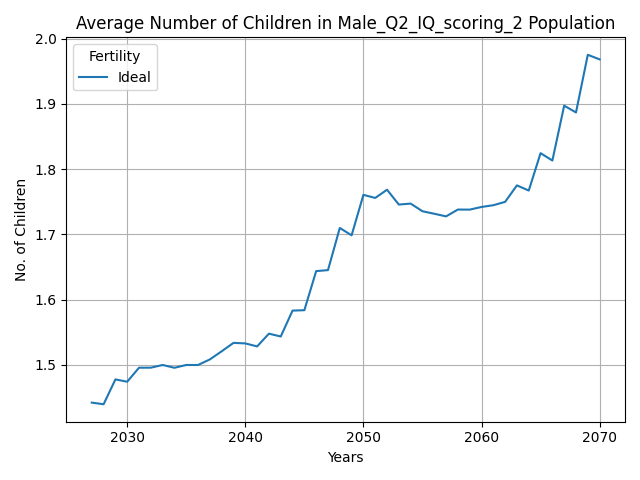 Average Number of Children in Male_Q2_IQ_scoring_2 Population
Fertility
Ideal
No. of Children
2.0
1.9
1.8
1.7
1.6
1.5
2030 2040 2050 2060 2070
Years